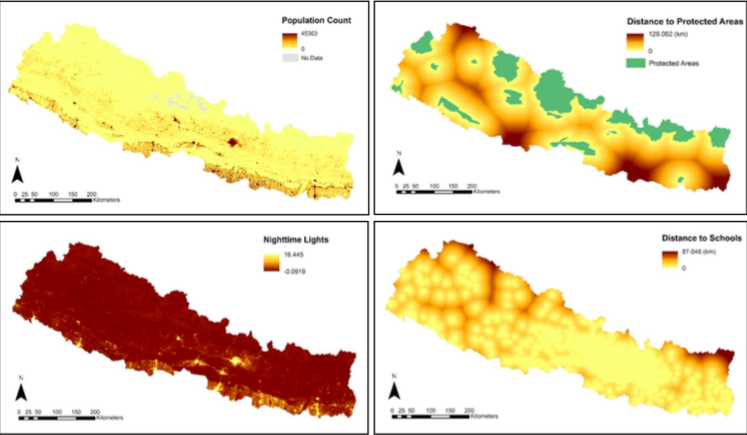 Population Count
45363
0
No Data
N
0 25 50 100 150 200
Kilometers
Distance to Protected Areas
129.062 (km)
0
Protected Areas
N
0 25 50 100 150 200
Kilometers
Nighttime Lights
16.445
-0.0919
N
0 25 50 100 150 200
Kilometers
Distance to Schools
87.046 (km)
0
N
0 25 50 100 150 200
Kilometers